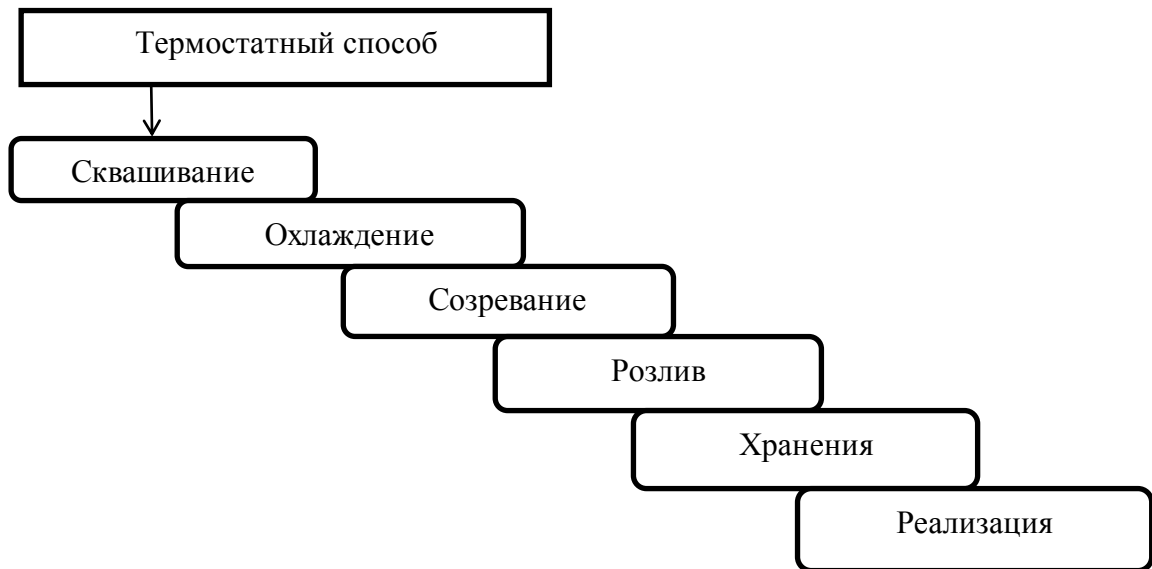 Термостатный способ
Сквашивание
Охлаждение
Созревание
Розлив
Хранения
Реализация